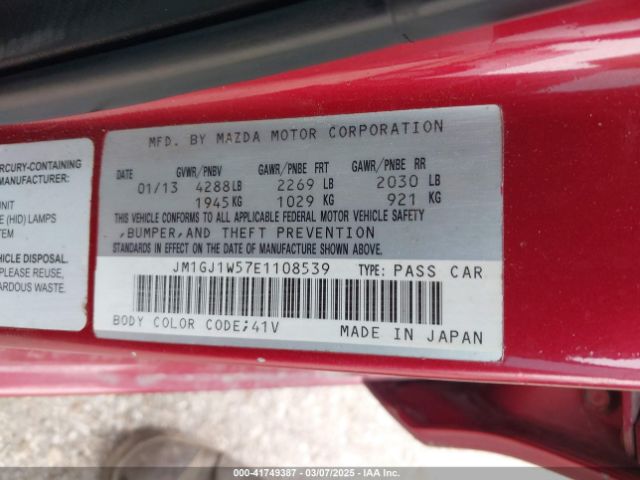 RCURY-CONTAINING
MANUFACTURER:
UNIT
E (HID) LAMPS
TEM
HICLE DISPOSAL.
PLEASE REUSE,
ARDOUS WASTE.
MFD. BY MAZDA MOTOR CORPORATION
DATE GVWR/PNBV GAWR/PNBE FRT GAWR/PNBE RR
01/13 4288LB 2269 LB 2030 LB
1945KG 1029 KG 921 KG
THIS VEHICLE CONFORMS TO ALL APPLICABLE FEDERAL MOTOR VEHICLE SAFETY
,BUMPER,AND THEFT PREVENTION
STANDARDS IN EFFECT ON THE DATE OF MANUFACTURE SHOWN ABOVE.
JM1GJ1W57E1108539 TYPE: PASS CAR
BODY COLOR CODE;41V MADE IN JAPAN
000-41749387 - 03/07/2025 - IAA Inc.